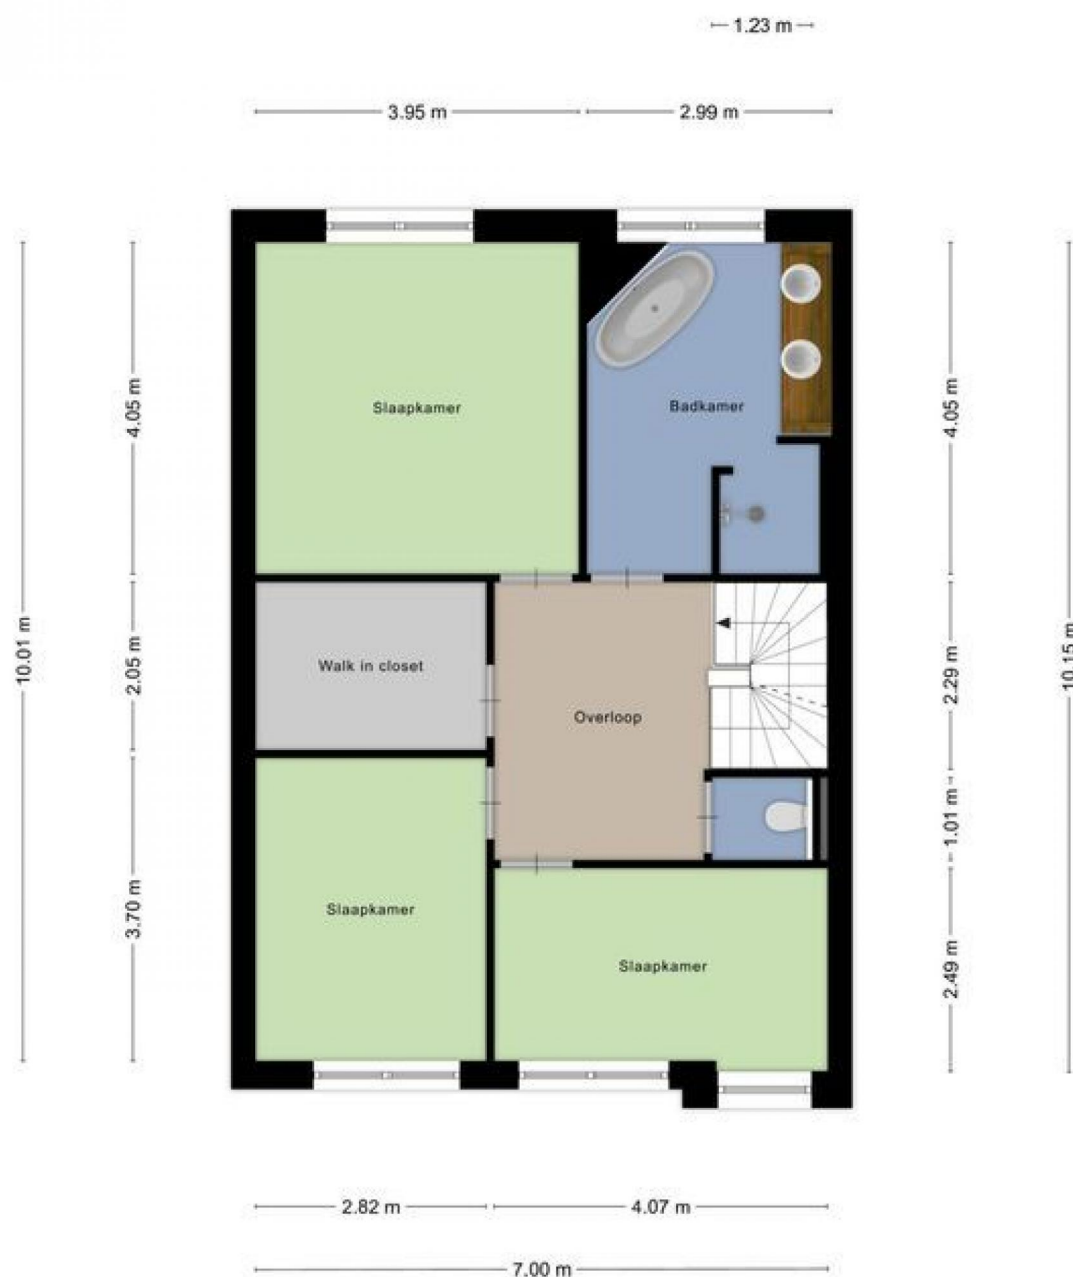 1.23 m
3.95 m
2.99 m
Slaapkamer
Badkamer
4.05 m
4.05 m
10.01 m
2.05 m
Walk in closet
Overloop
2.29 m
10.15 m
1.01 m
3.70 m
Slaapkamer
Slaapkamer
2.49 m
2.82 m
4.07 m
7.00 m